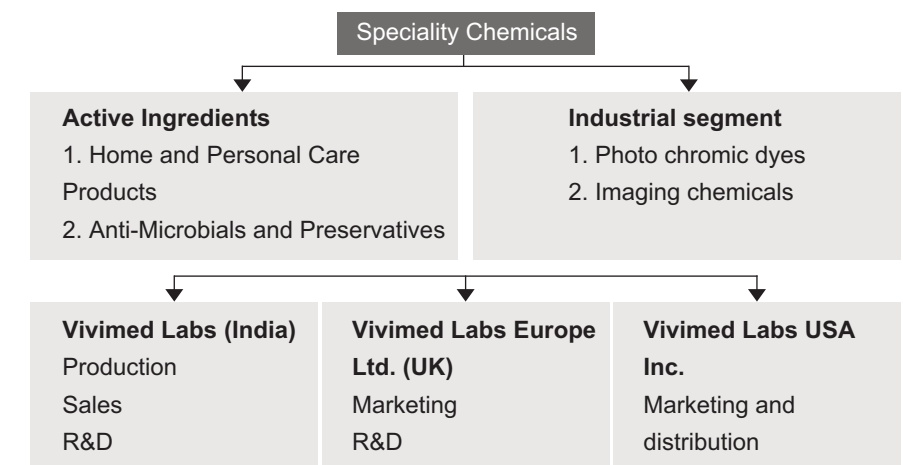 Speciality Chemicals
Active Ingredients
1. Home and Personal Care
Products
2. Anti-Microbials and Preservatives
Industrial segment
1. Photo chromic dyes
2. Imaging chemicals
Vivimed Labs (India)
Production
Sales
R&D
Vivimed Labs Europe
Ltd. (UK)
Marketing
R&D
Vivimed Labs USA
Inc.
Marketing and
distribution